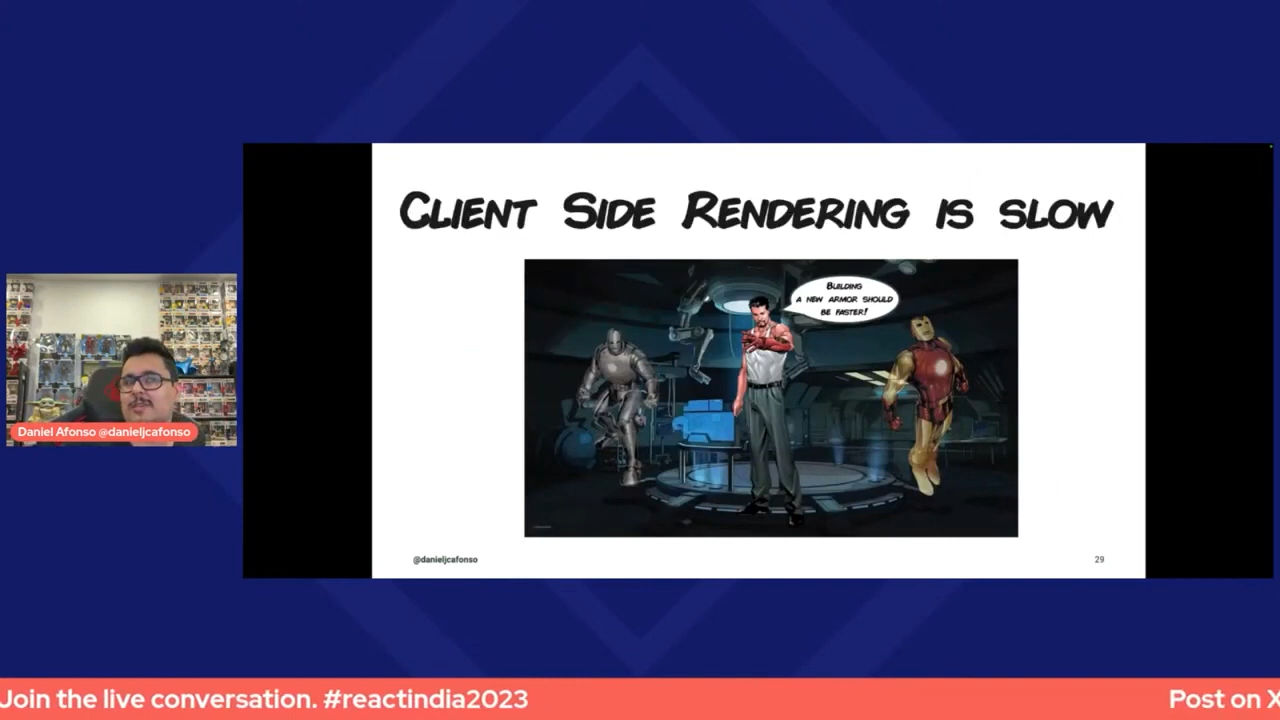 CLIENT SIDE RENDERING IS SLOW
BUILDING
A NEW ARMOR SHOULD
BE FASTER!
Daniel Afonso @danieljcafonso
@danieljcafonso
29
Join the live conversation. #reactindia2023
Post on X